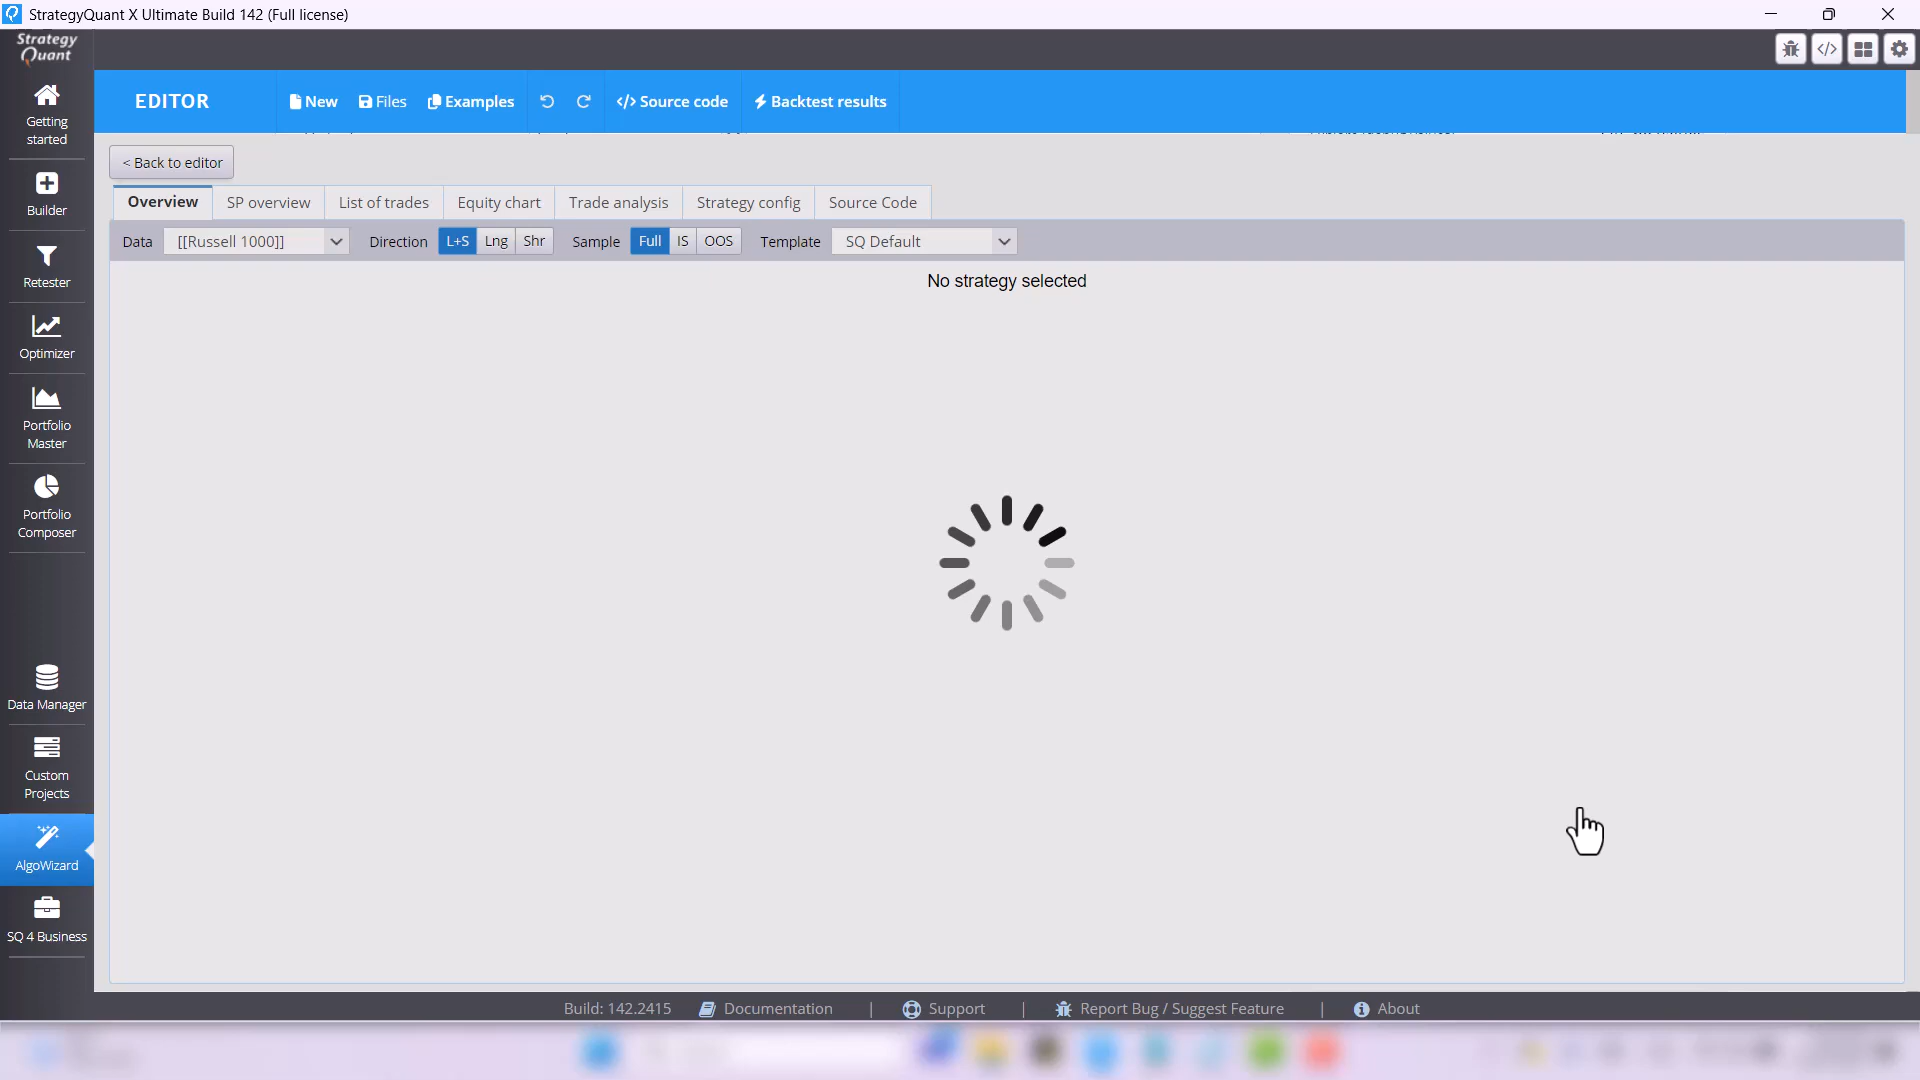 StrategyQuant X Ultimate Build 142 (Full license)
Strategy
Quant
EDITOR
New
Files
Examples
</> Source code
Backtest results
Getting
started
< Back to editor
Overview
SP overview
List of trades
Equity chart
Trade analysis
Strategy config
Source Code
Builder
Data
[[Russell 1000]]
Direction
L+S
Lng
Shr
Sample
Full
IS
OOS
Template
SQ Default
No strategy selected
Retester
Optimizer
Portfolio
Master
Portfolio
Composer
Data Manager
Custom
Projects
AlgoWizard
SQ 4 Business
Build: 142.2415
Documentation
|
Support
|
Report Bug / Suggest Feature
|
About